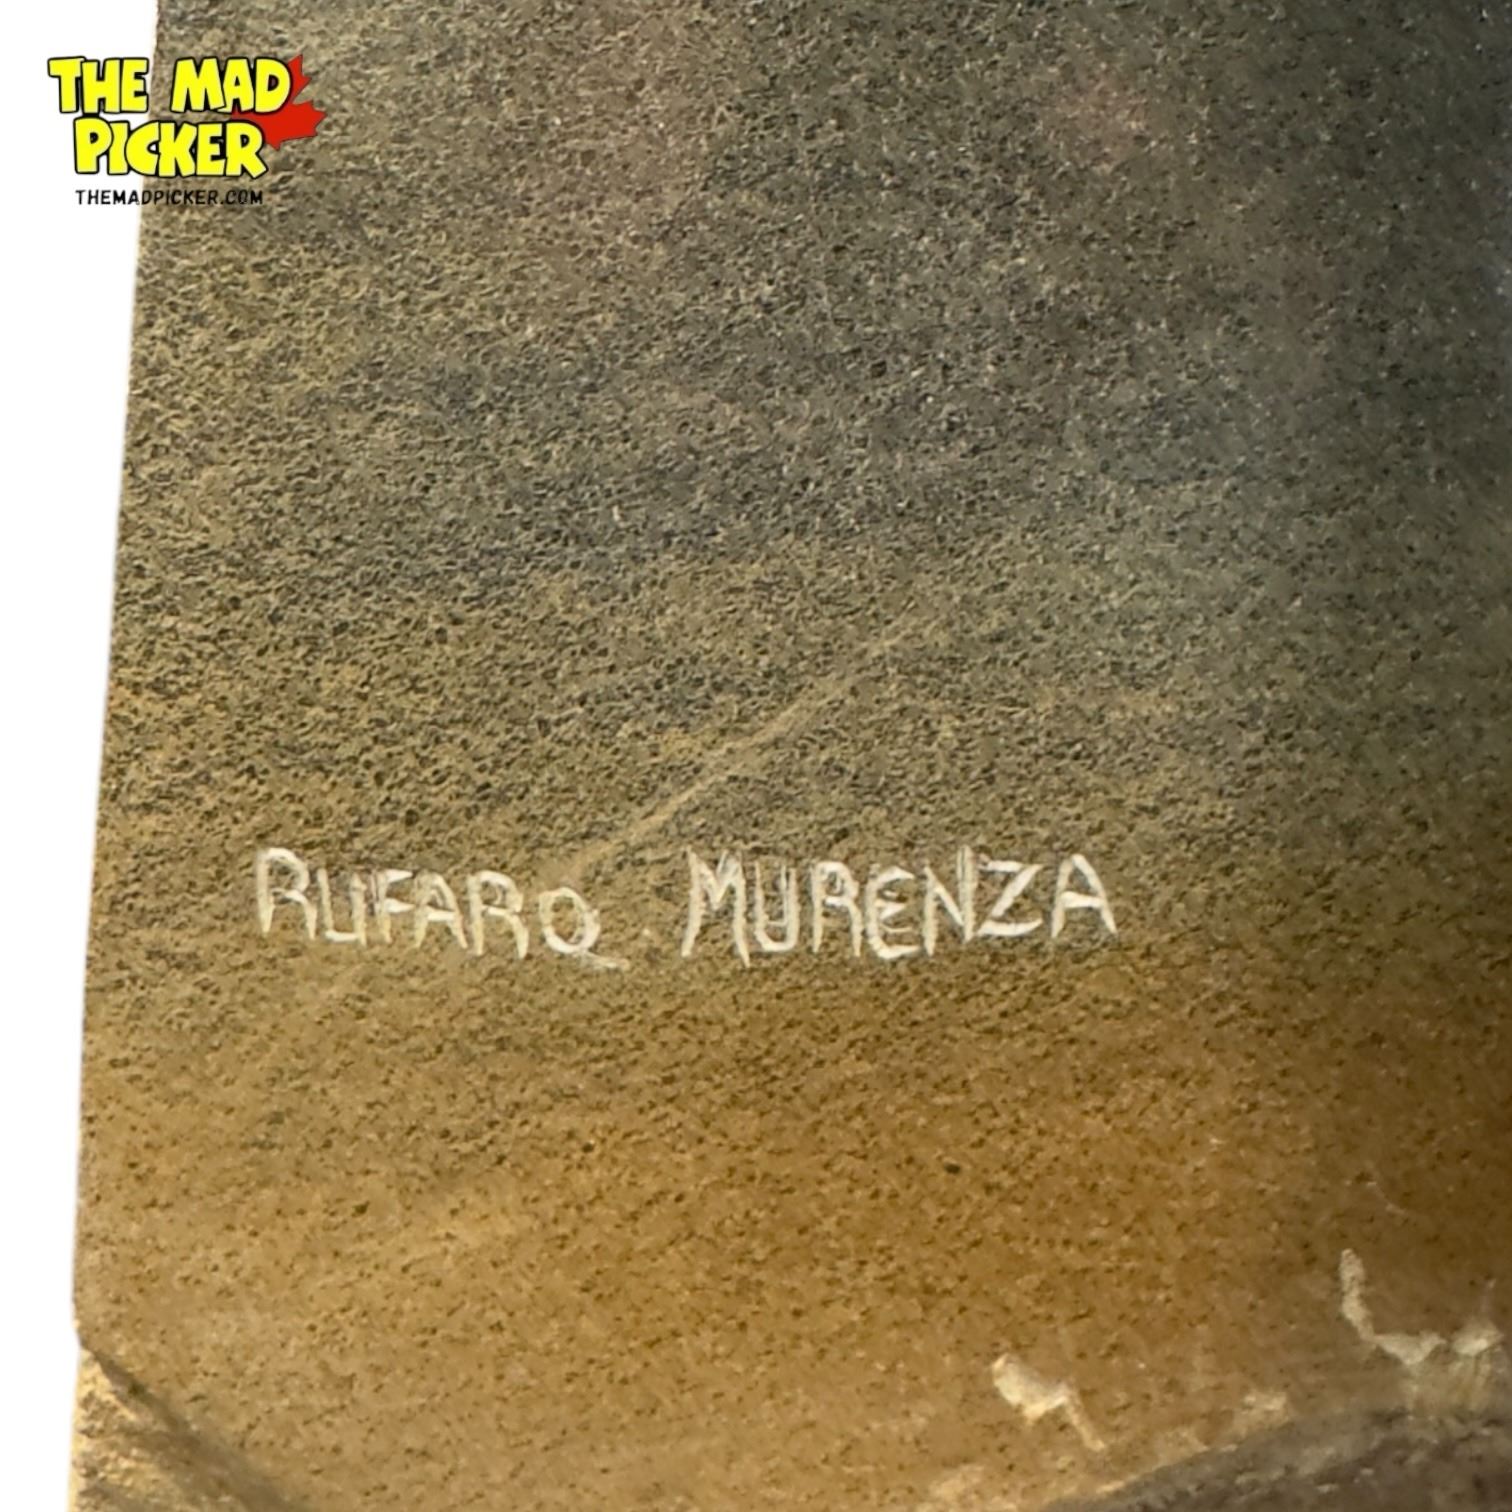 THE MAD
PICKER
THEMADPICKER.COM
RUFARO MURENZA